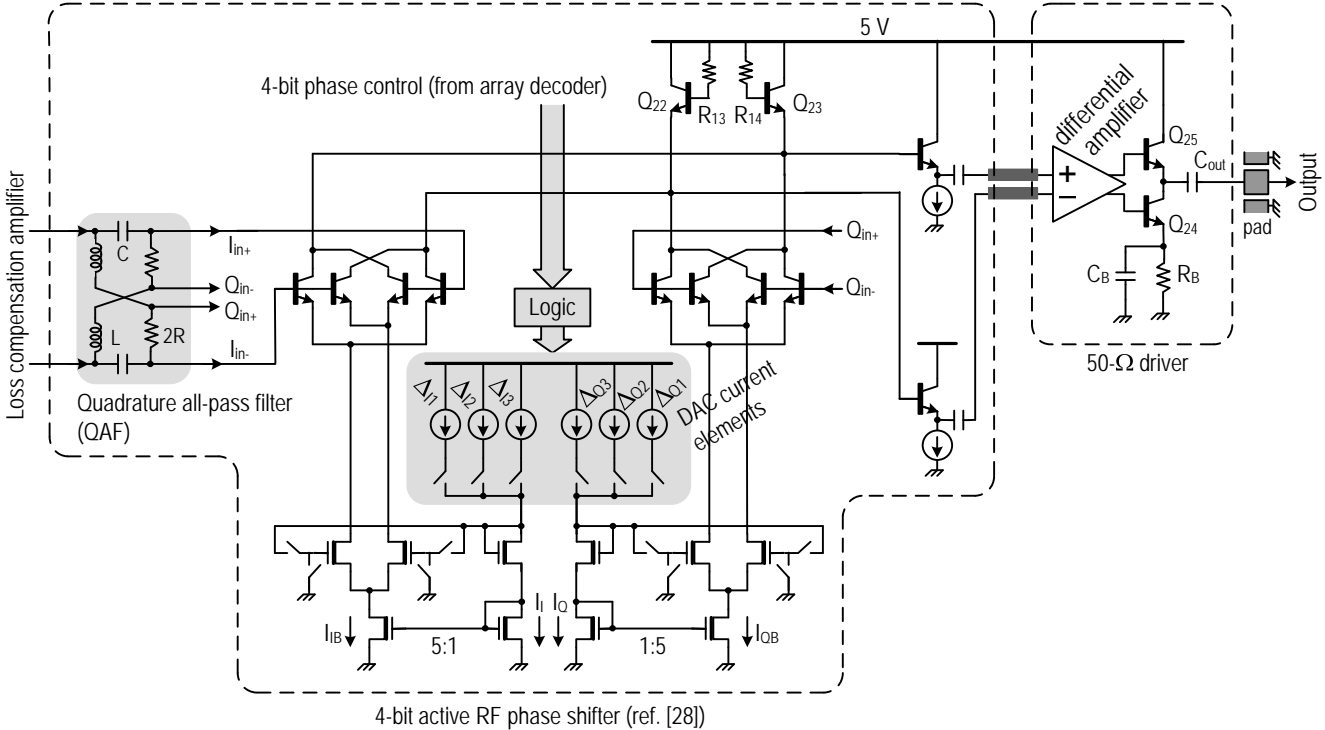 5 V
4-bit phase control (from array decoder)
Q22
R13
R14
Q23
differential
amplifier
Q25
Cout
Output
+
−
Q24
pad
CB
RB
50-Ω driver
Loss compensation amplifier
C
Iin+
Qin-
Qin+
L
2R
Iin-
Quadrature all-pass filter
(QAF)
Qin+
Qin-
Logic
ΔI1
ΔI2
ΔI3
ΔQ3
ΔQ2
ΔQ1
DAC current
elements
IIB
5:1
II
IQ
1:5
IQB
4-bit active RF phase shifter (ref. [28])